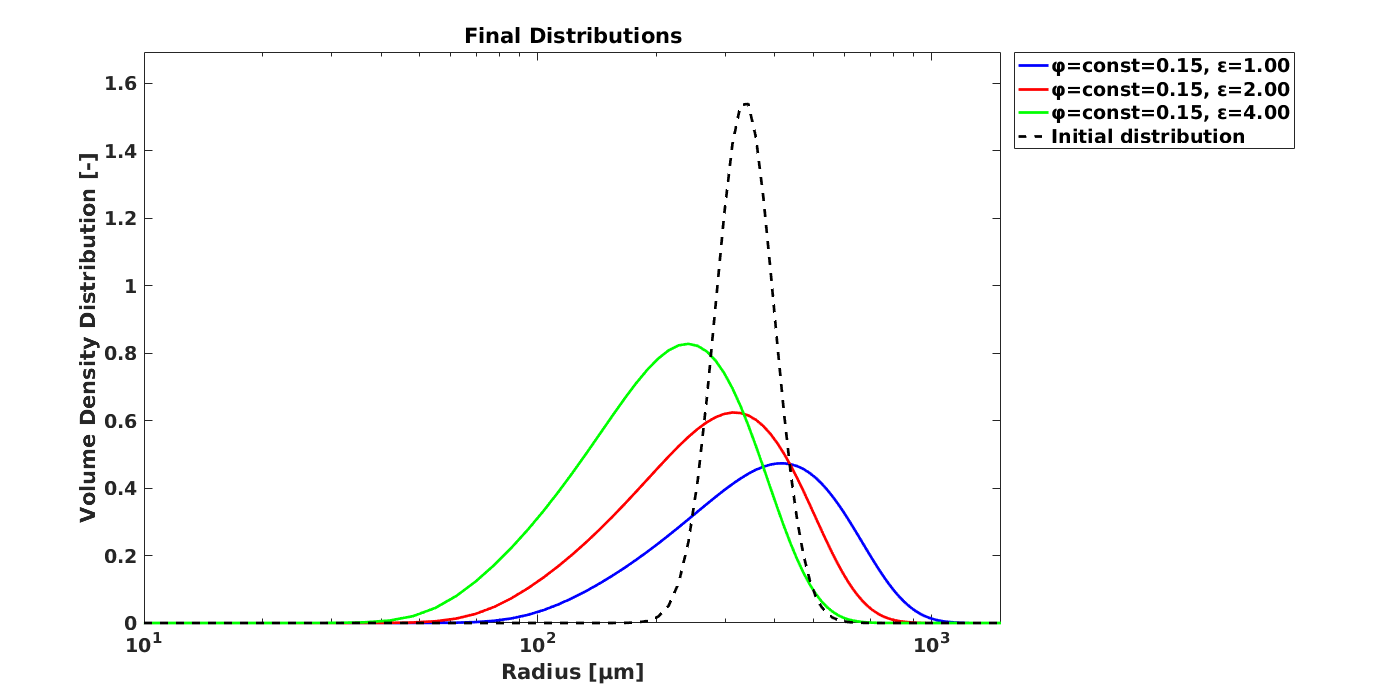 Final Distributions
φ=const=0.15, ε=1.00
φ=const=0.15, ε=2.00
φ=const=0.15, ε=4.00
Initial distribution
Volume Density Distribution [-]
1.6
1.4
1.2
1
0.8
0.6
0.4
0.2
0
10¹
10²
10³
Radius [μm]